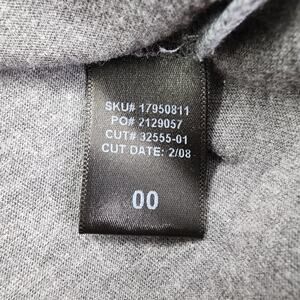 SKU# 17950811
PO# 2129057
CUT# 32555-01
CUT DATE: 2/08
00